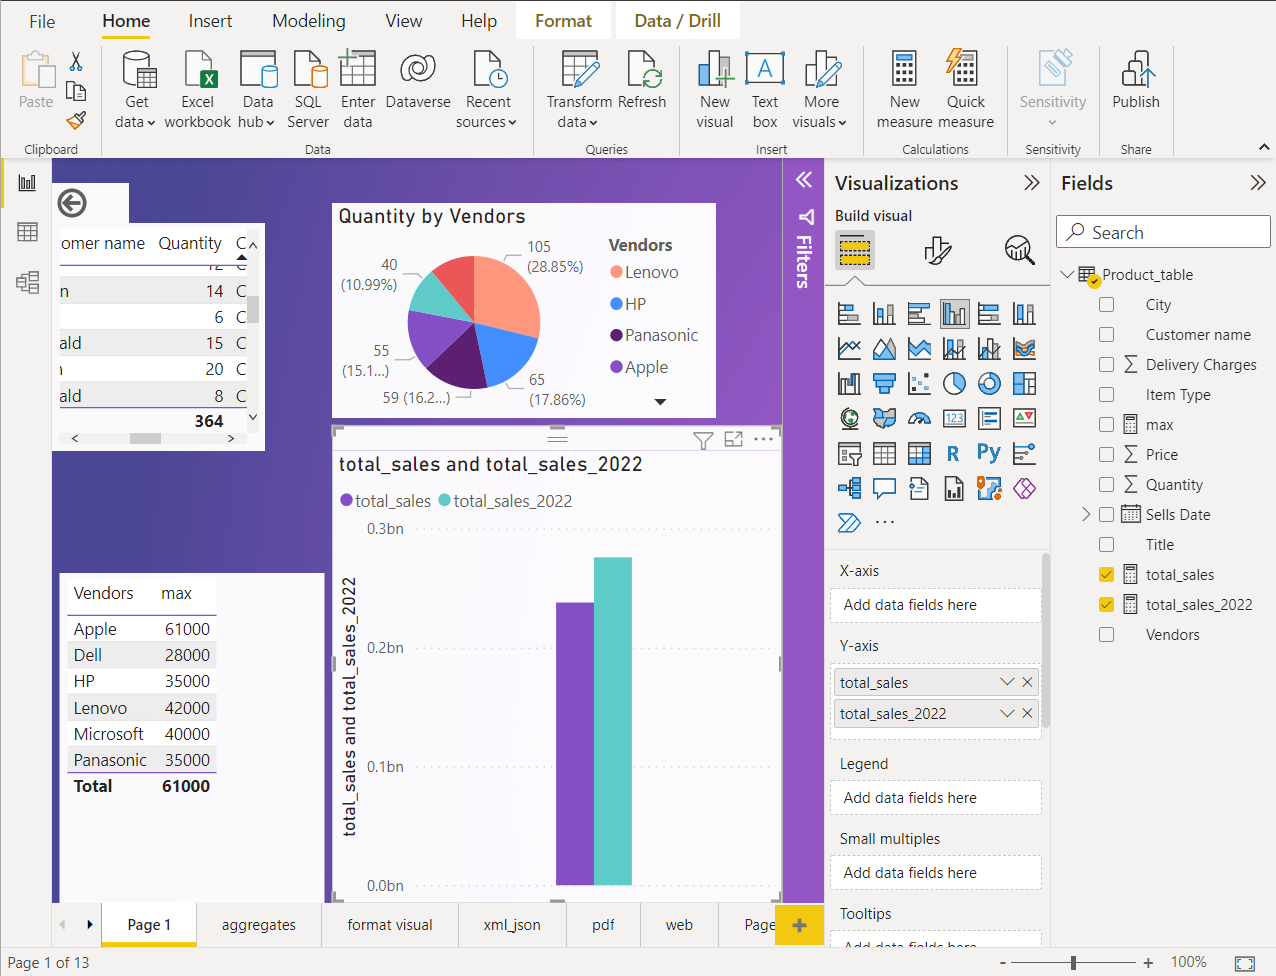 File Home Insert Modeling View Help Format Data / Drill
Paste
Get data
Excel workbook
Data hub
SQL Server
Enter data
Dataverse
Recent sources
Transform data
Refresh
New visual
Text box
More visuals
New measure
Quick measure
Sensitivity
Publish
Clipboard Data Queries Insert Calculations Sensitivity Share
omer name Quantity C
12 C
n 14 C
6 C
ald 15 C
20 C
ald 8 C
364
Quantity by Vendors
105
(28.85%)
65
(17.86%)
59 (16.2...)
55
(15.1...)
40
(10.99%)
Vendors
Lenovo
HP
Panasonic
Apple
total_sales and total_sales_2022
total_sales total_sales_2022
total_sales and total_sales_2022
0.3bn
0.2bn
0.1bn
0.0bn
Vendors max
Apple 61000
Dell 28000
HP 35000
Lenovo 42000
Microsoft 40000
Panasonic 35000
Total 61000
Filters
Visualizations
Build visual
123
R Py
X-axis
Add data fields here
Y-axis
total_sales
total_sales_2022
Legend
Add data fields here
Small multiples
Add data fields here
Tooltips
Add data fields here
Fields
Search
Product_table
City
Customer name
∑ Delivery Charges
Item Type
max
∑ Price
∑ Quantity
Sells Date
Title
total_sales
total_sales_2022
Vendors
Page 1 aggregates format visual xml_json pdf web Page +
Page 1 of 13
- + 100%